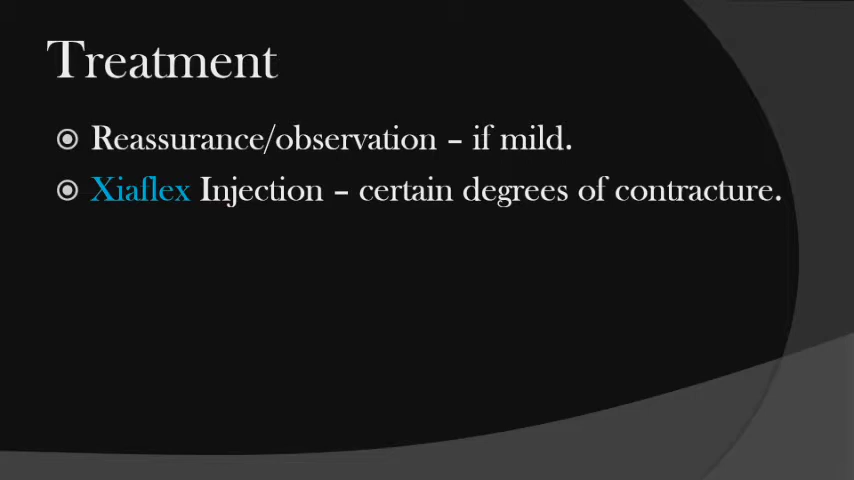 Treatment
Reassurance/observation – if mild.
Xiaflex Injection – certain degrees of contracture.